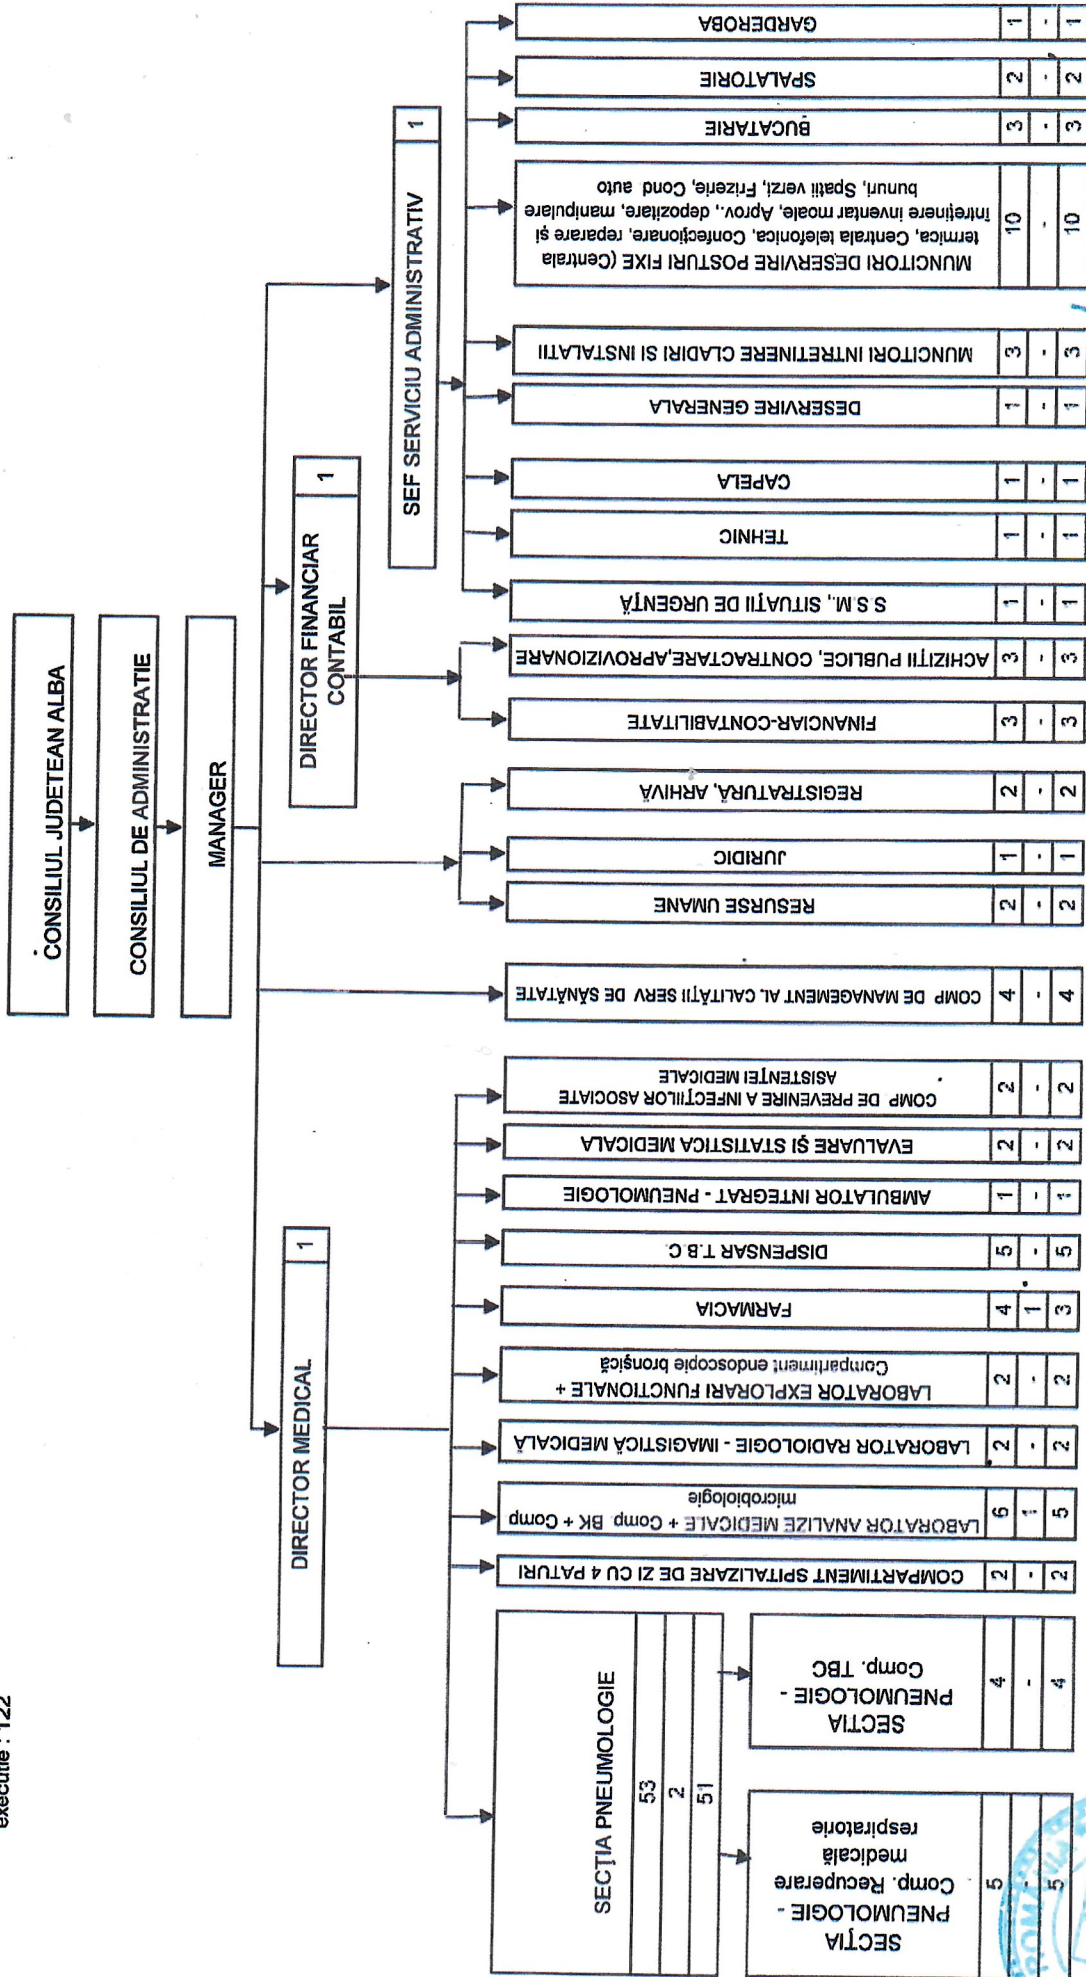 executie : 122
CONSILIUL JUDETEAN ALBA
CONSILIUL DE ADMINISTRATIE
MANAGER
DIRECTOR MEDICAL
1
DIRECTOR FINANCIAR
CONTABIL
1
SEF SERVICIU ADMINISTRATIV
1
SECȚIA PNEUMOLOGIE
53
2
51
SECȚIA
PNEUMOLOGIE -
Comp. Recuperare
medicală
respiratorie
5
-
5
SECTIA
PNEUMOLOGIE -
Comp. TBC
4
-
4
COMPARTIMENT SPITALIZARE DE ZI CU 4 PATURI
2
-
2
LABORATOR ANALIZE MEDICALE + Comp. BK + Comp
microbiologie
6
1
5
LABORATOR RADIOLOGIE - IMAGISTICĂ MEDICALĂ
2
-
2
LABORATOR EXPLORARI FUNCTIONALE +
Compartiment endoscopie bronșică
2
-
2
FARMACIA
4
1
3
DISPENSAR T.B.C.
5
-
5
AMBULATOR INTEGRAT - PNEUMOLOGIE
1
-
1
EVALUARE ȘI STATISTICA MEDICALA
2
-
2
COMP DE PREVENIRE A INFECȚIILOR ASOCIATE
ASISTENȚEI MEDICALE
2
-
2
COMP DE MANAGEMENT AL CALITĂȚII SERV DE SĂNĂTATE
4
-
4
RESURSE UMANE
2
-
2
JURIDIC
1
-
1
REGISTRATURĂ, ARHIVĂ
2
-
2
FINANCIAR-CONTABILITATE
3
-
3
ACHIZIȚII PUBLICE, CONTRACTARE,APROVIZIONARE
3
-
3
S.S.M., SITUAȚII DE URGENȚĂ
1
-
1
TEHNIC
1
-
1
CAPELA
1
-
1
DESERVIRE GENERALA
1
-
1
MUNCITORI INTRETINERE CLADIRI SI INSTALATII
3
-
3
MUNCITORI DESERVIRE POSTURI FIXE (Centrala
termica, Centrala telefonica, Confecționare, reparare și
întreținere inventar moale, Aprov., depozitare, manipulare
bunuri, Spatii verzi, Frizerie, Cond auto
10
-
10
BUCATARIE
3
-
3
SPALATORIE
2
-
2
GARDEROBA
1
-
1
ROMÂNIA